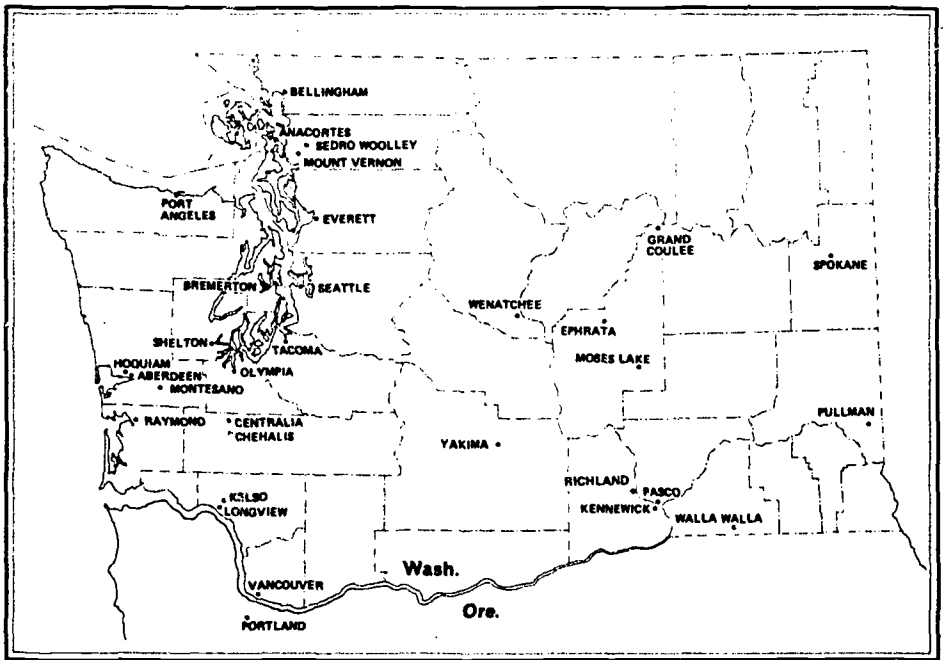 BELLINGHAM
ANACORTES
SEDRO WOOLLEY
MOUNT VERNON
PORT
ANGELES
EVERETT
GRAND
COULEE
SPOKANE
BREMERTON
SEATTLE
WENATCHEE
EPHRATA
SHELTON
TACOMA
MOSES LAKE
HOQUIAM
OLYMPIA
ABERDEEN
MONTESANO
PULLMAN
RAYMOND
CENTRALIA
CHEHALIS
YAKIMA
RICHLAND
PASCO
KELSO
LONGVIEW
KENNEWICK
WALLA WALLA
Wash.
VANCOUVER
Ore.
PORTLAND